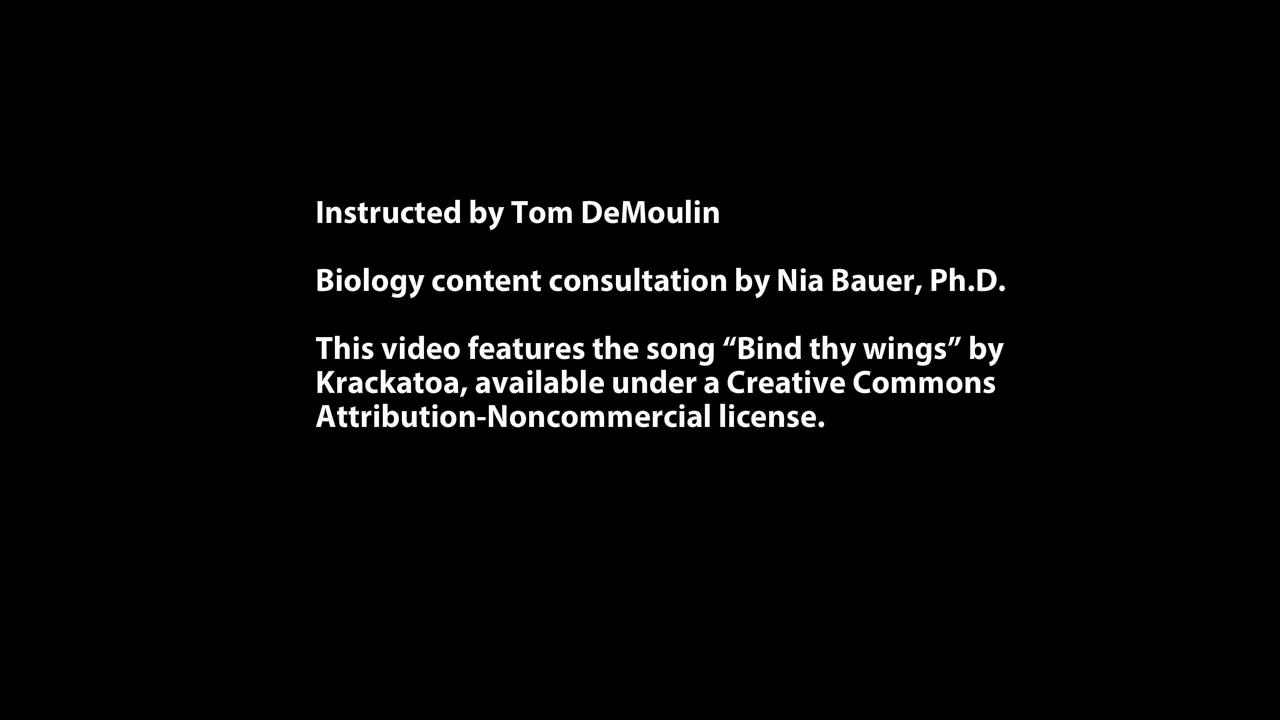 Instructed by Tom DeMoulin
Biology content consultation by Nia Bauer, Ph.D.
This video features the song “Bind thy wings” by
Krackatoa, available under a Creative Commons
Attribution-Noncommercial license.